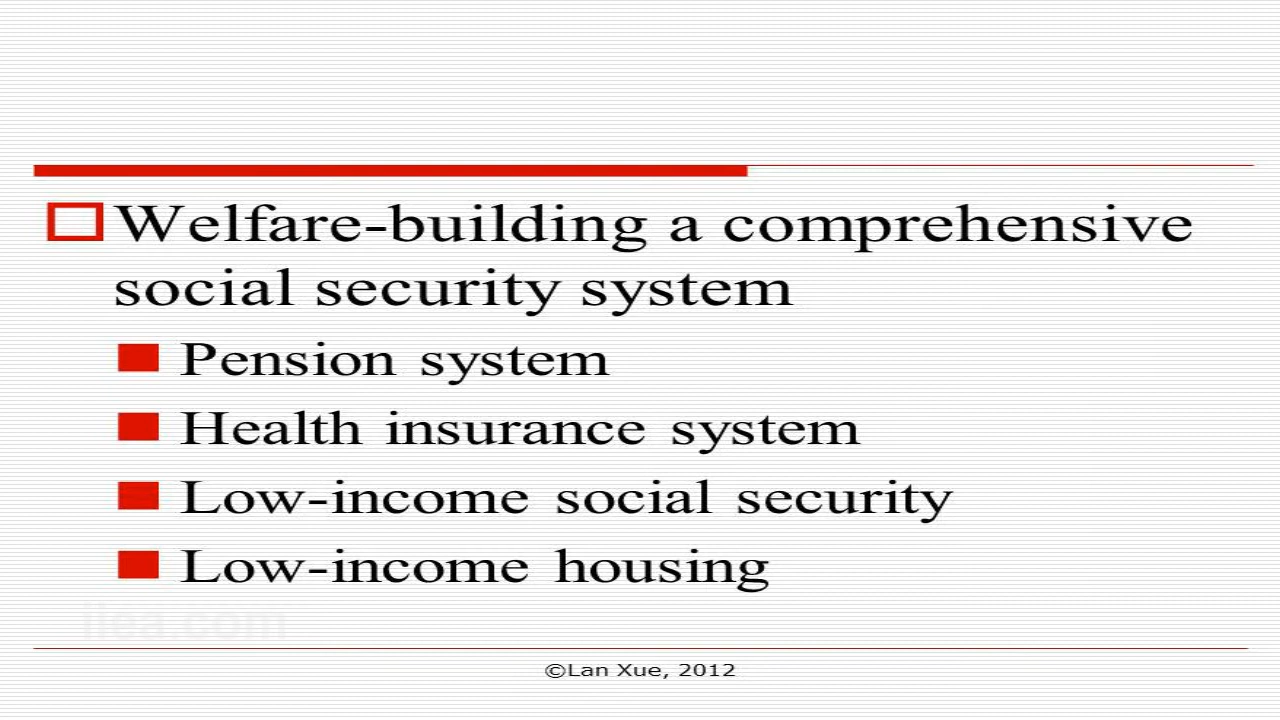 Welfare-building a comprehensive
social security system
Pension system
Health insurance system
Low-income social security
Low-income housing
©Lan Xue, 2012